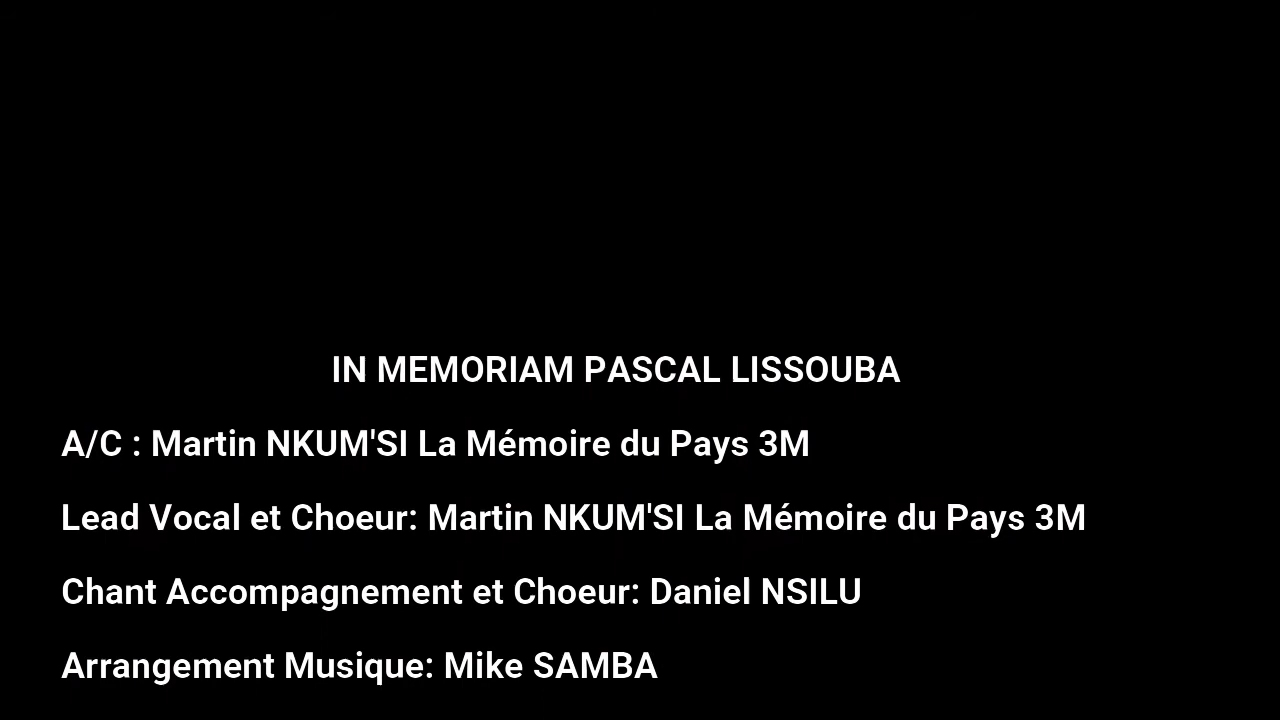 IN MEMORIAM PASCAL LISSOUBA
A/C : Martin NKUM'SI La Mémoire du Pays 3M
Lead Vocal et Choeur: Martin NKUM'SI La Mémoire du Pays 3M
Chant Accompagnement et Choeur: Daniel NSILU
Arrangement Musique: Mike SAMBA